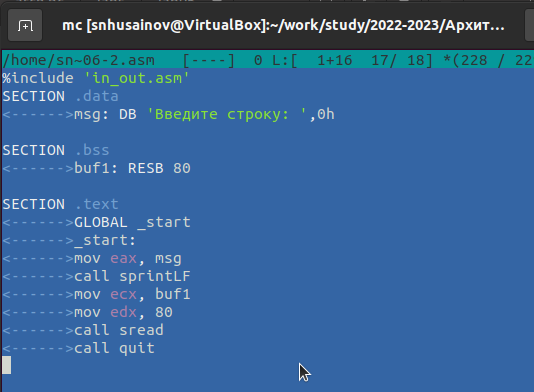 mc [snhusainov@VirtualBox]:~/work/study/2022-2023/Архит...
/home/sn~06-2.asm   [----]  0 L:[  1+16  17/ 18] *(228 / 22
%include 'in_out.asm'
SECTION .data
<------>msg: DB 'Введите строку: ',0h

SECTION .bss
<------>buf1: RESB 80

SECTION .text
<------>GLOBAL _start
<------>_start:
<------>mov eax, msg
<------>call sprintLF
<------>mov ecx, buf1
<------>mov edx, 80
<------>call sread
<------>call quit